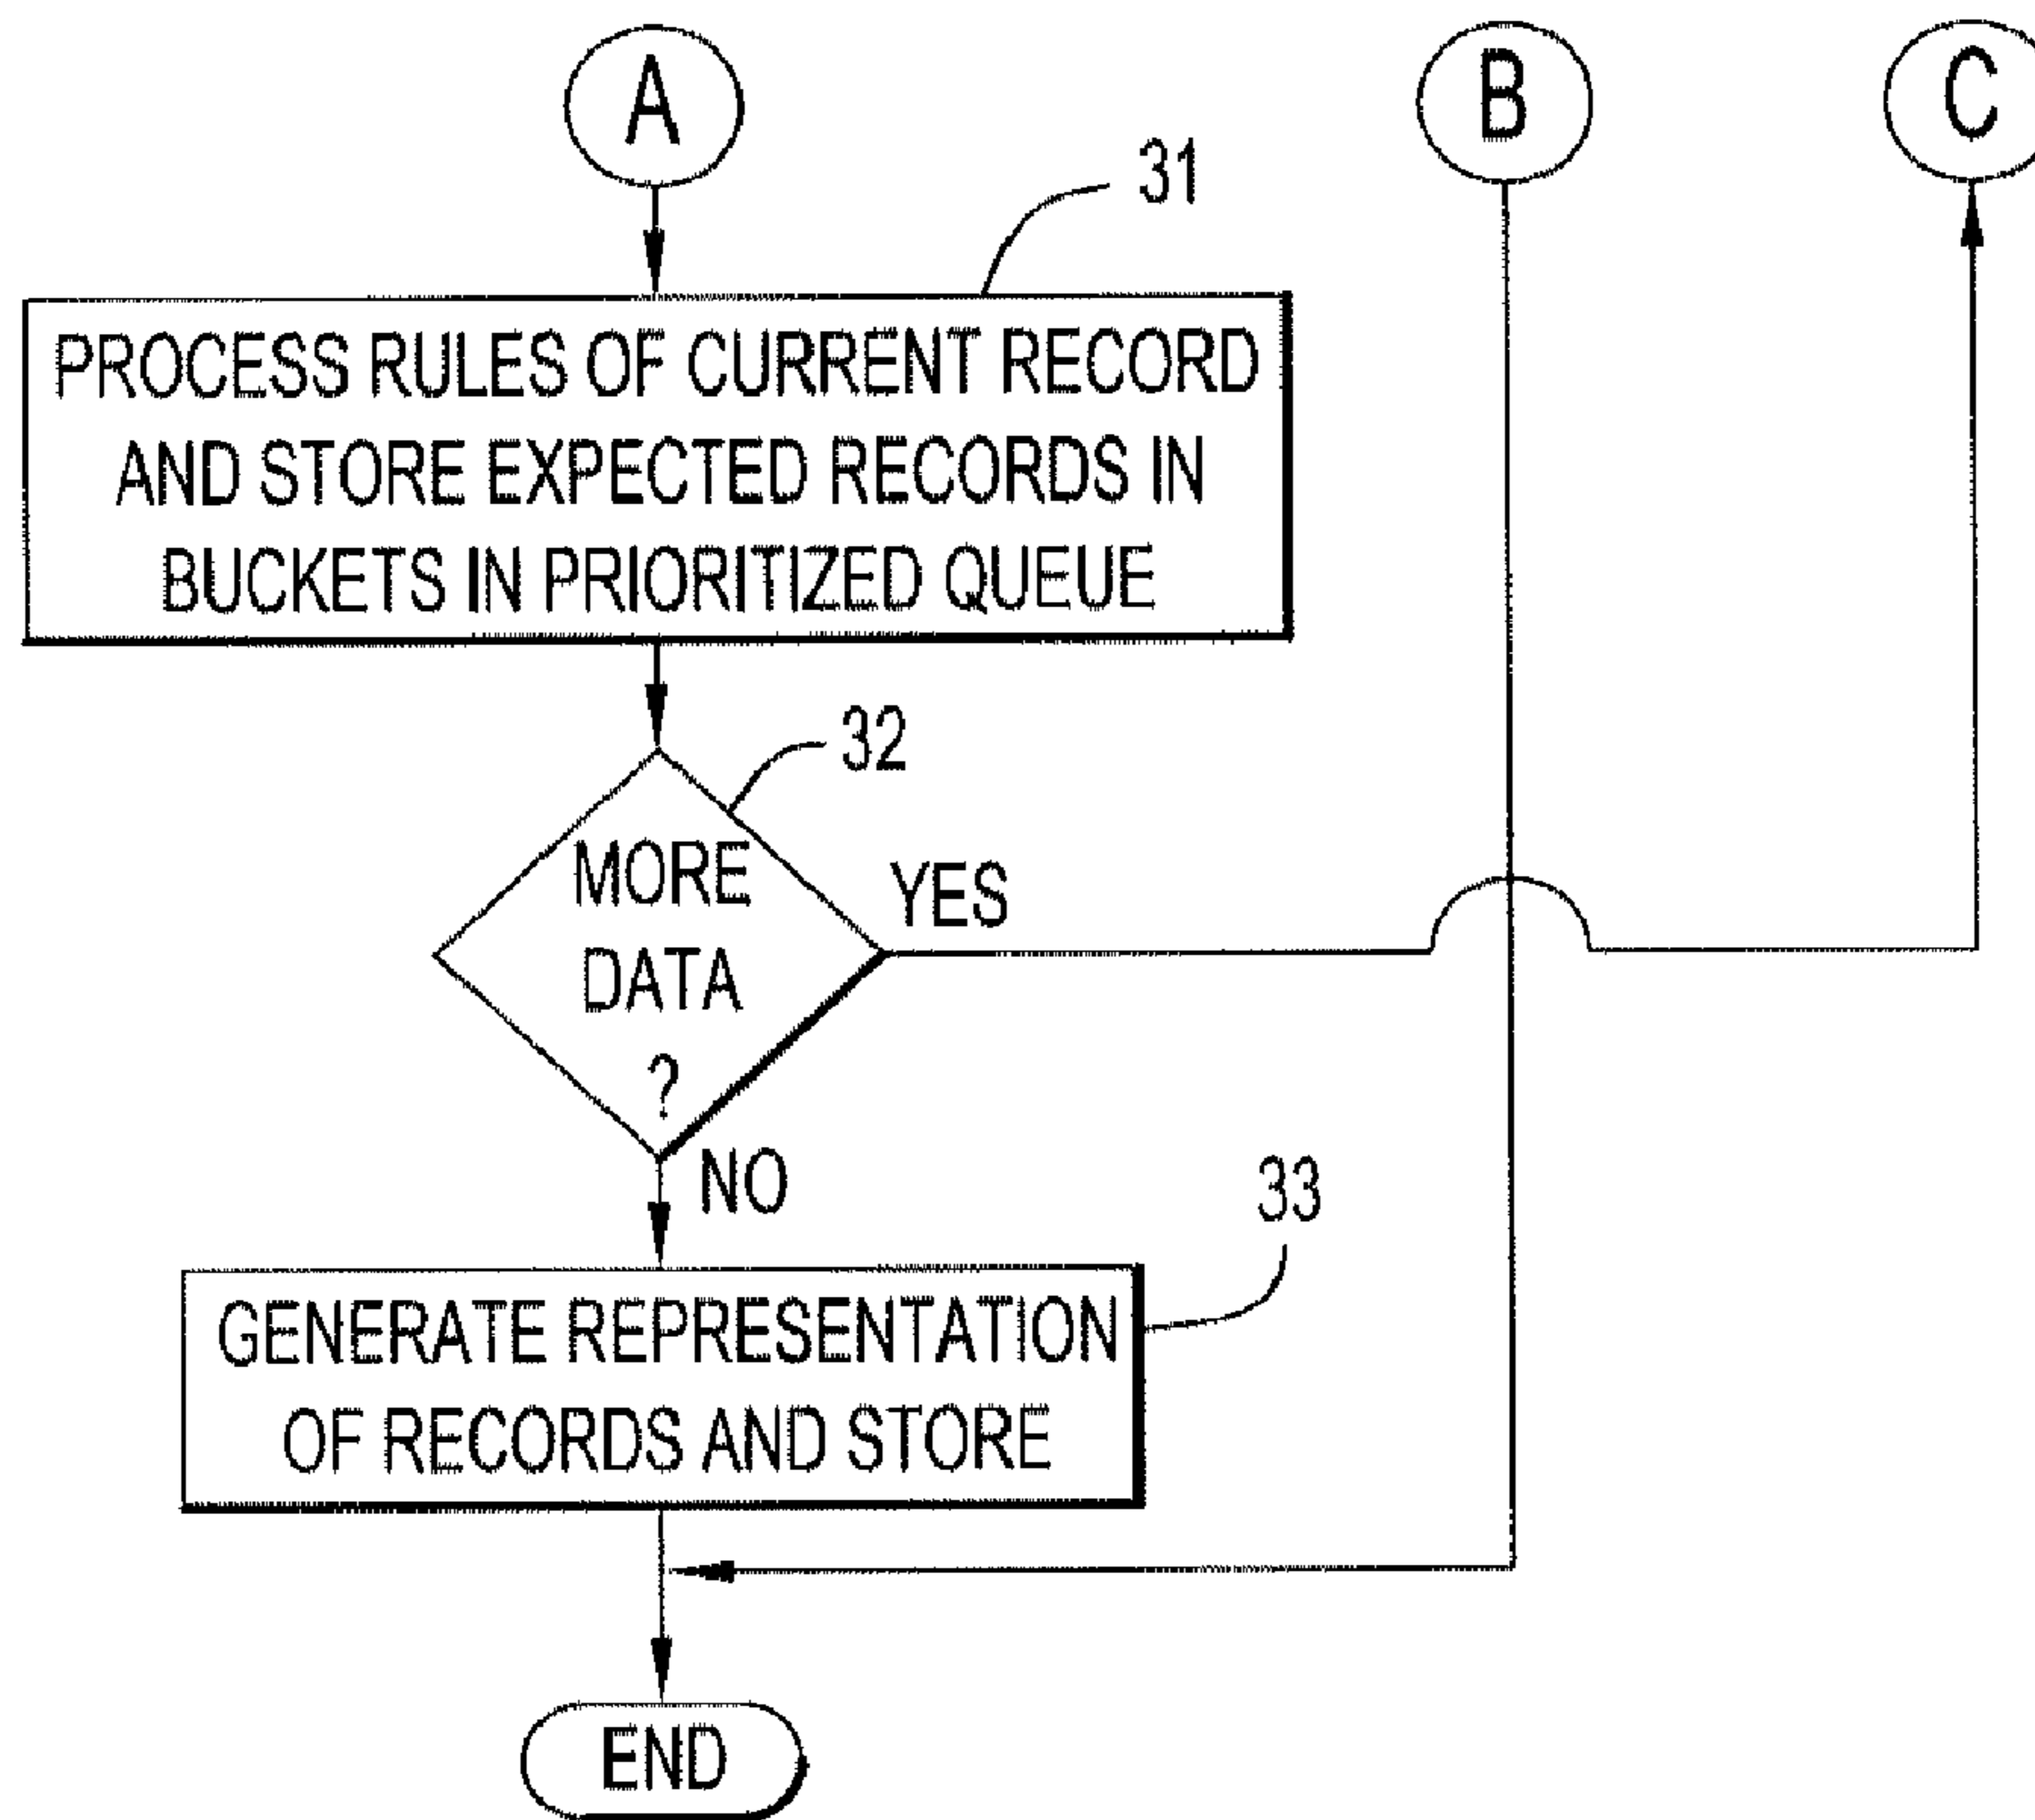 A
B
C
31
PROCESS RULES OF CURRENT RECORD
AND STORE EXPECTED RECORDS IN
BUCKETS IN PRIORITIZED QUEUE
32
MORE
DATA
?
YES
NO
33
GENERATE REPRESENTATION
OF RECORDS AND STORE
END